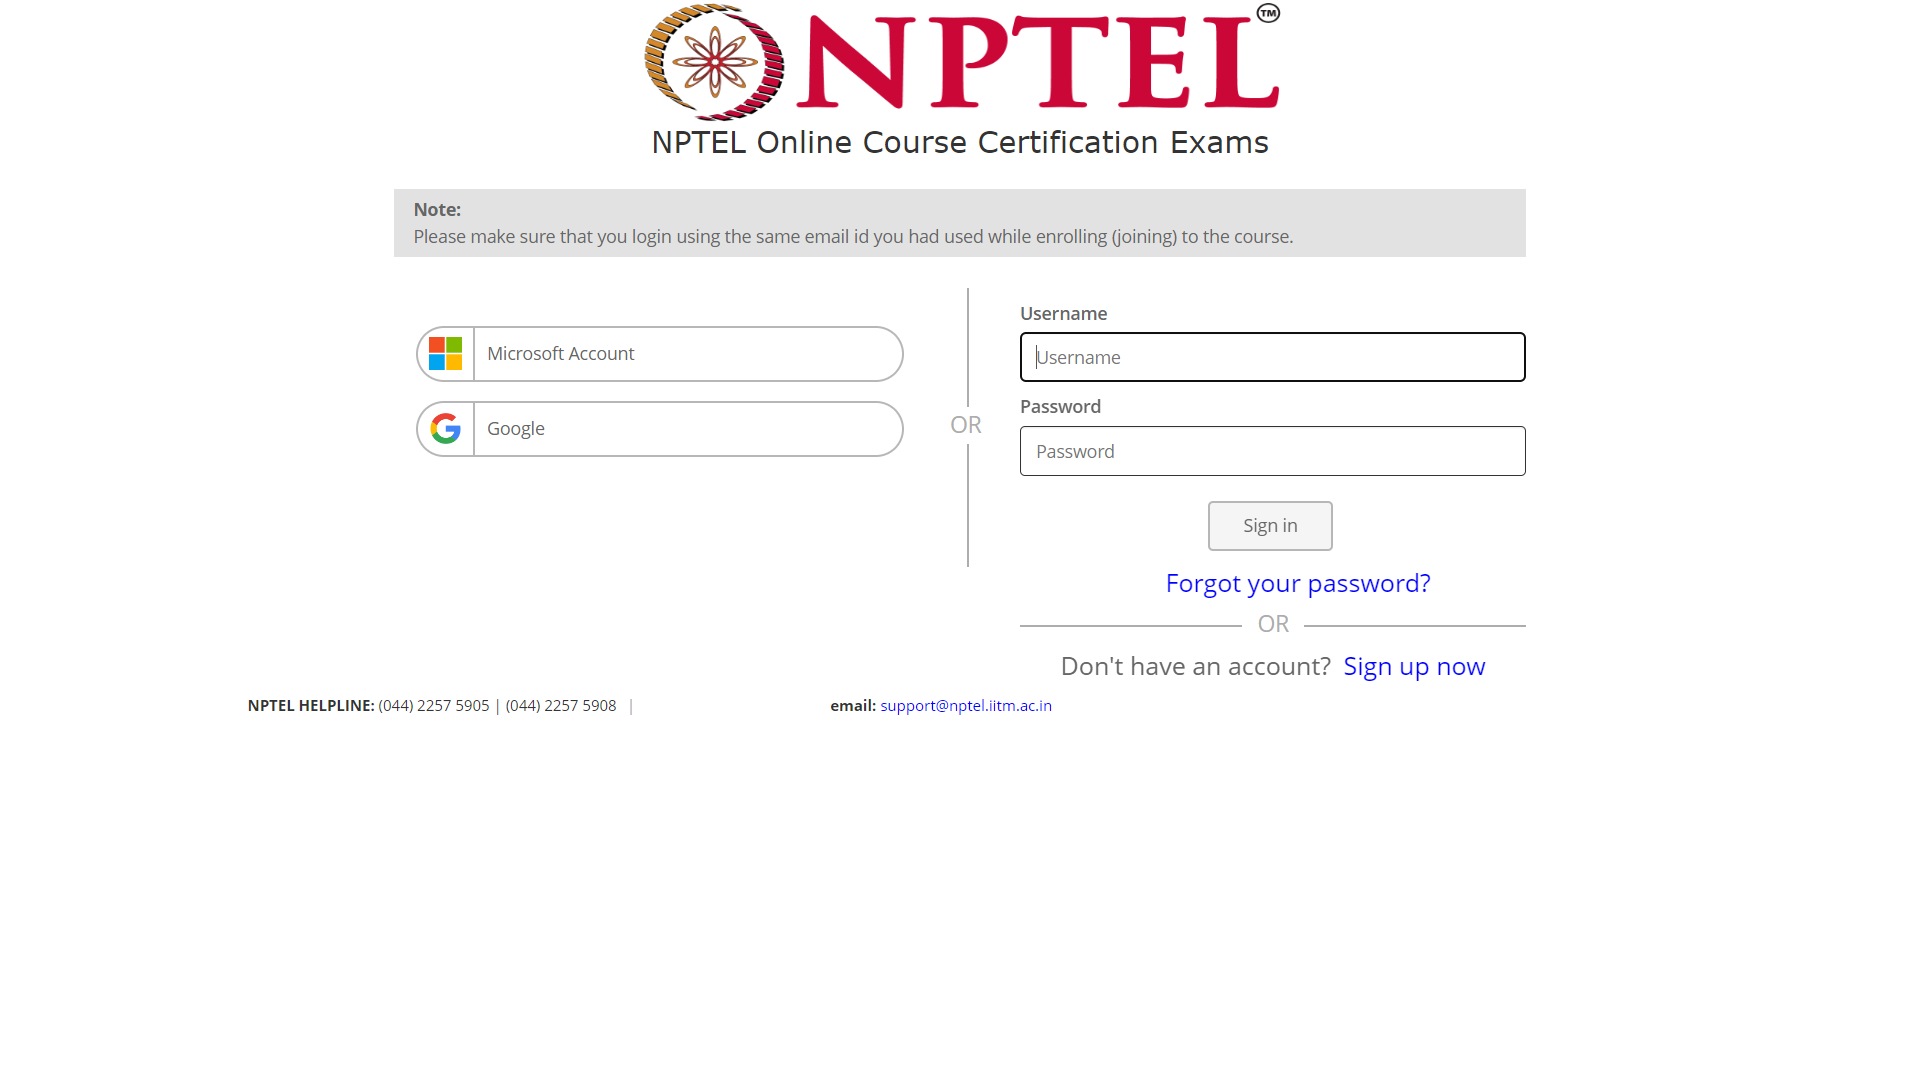 NPTEL TM
NPTEL Online Course Certification Exams
Note:
Please make sure that you login using the same email id you had used while enrolling (joining) to the course.
Microsoft Account
Google
OR
Username
Username
Password
Password
Sign in
Forgot your password?
OR
Don't have an account? Sign up now
NPTEL HELPLINE: (044) 2257 5905 | (044) 2257 5908 |
email: support@nptel.iitm.ac.in